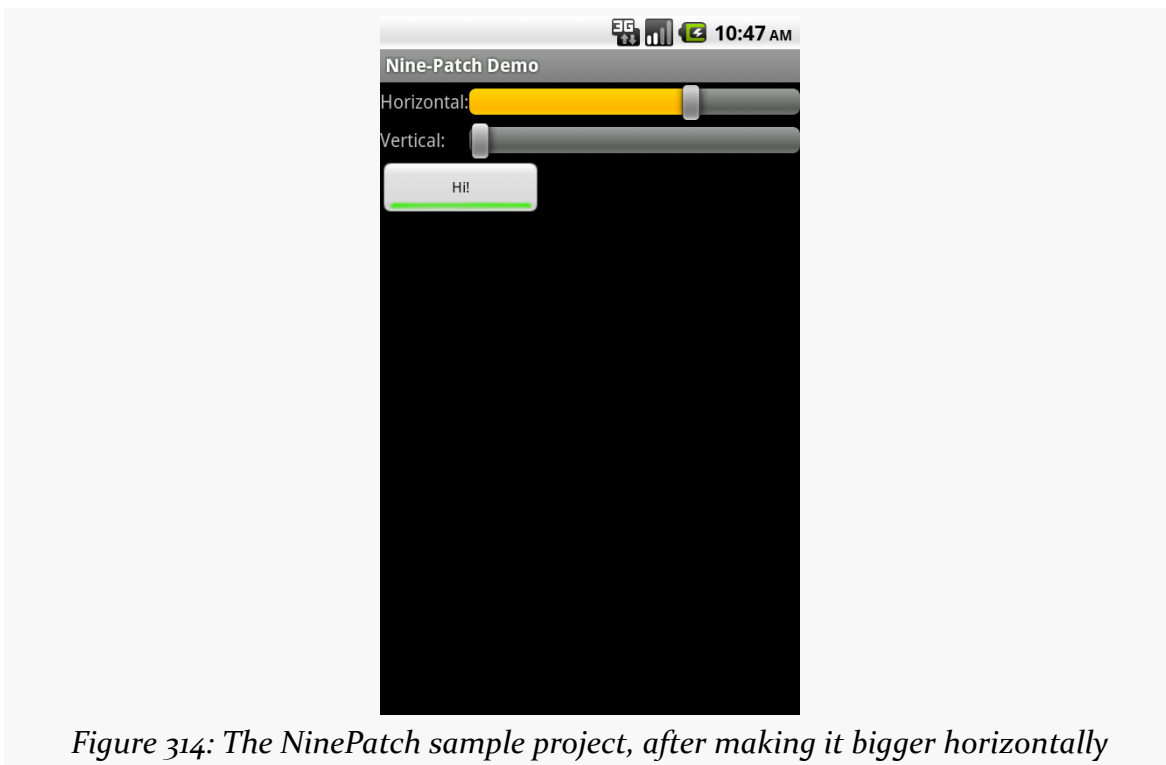 3G 10:47 AM
Nine-Patch Demo
Horizontal:
Vertical:
Hi!
Figure 314: The NinePatch sample project, after making it bigger horizontally